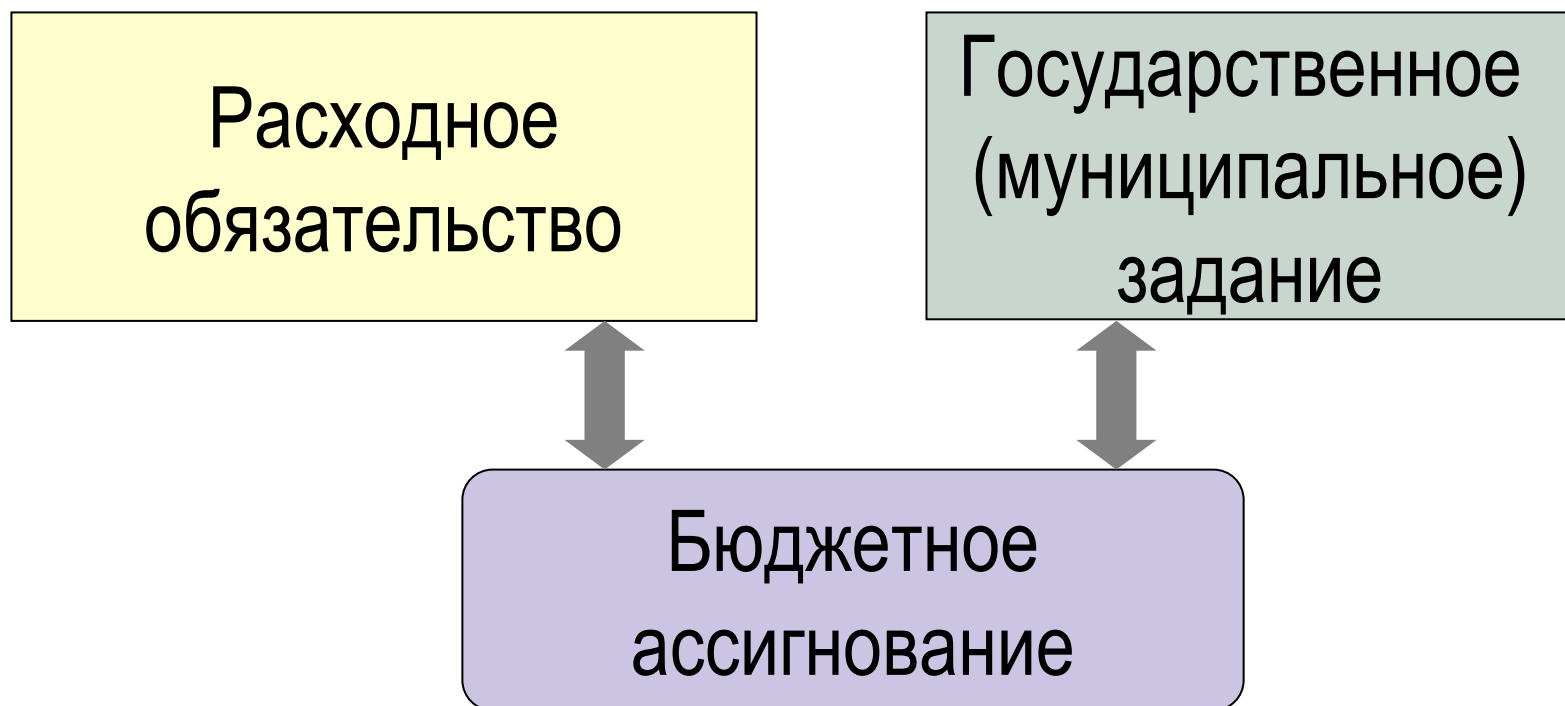 Расходное
обязательство
Государственное
(муниципальное)
задание
Бюджетное
ассигнование